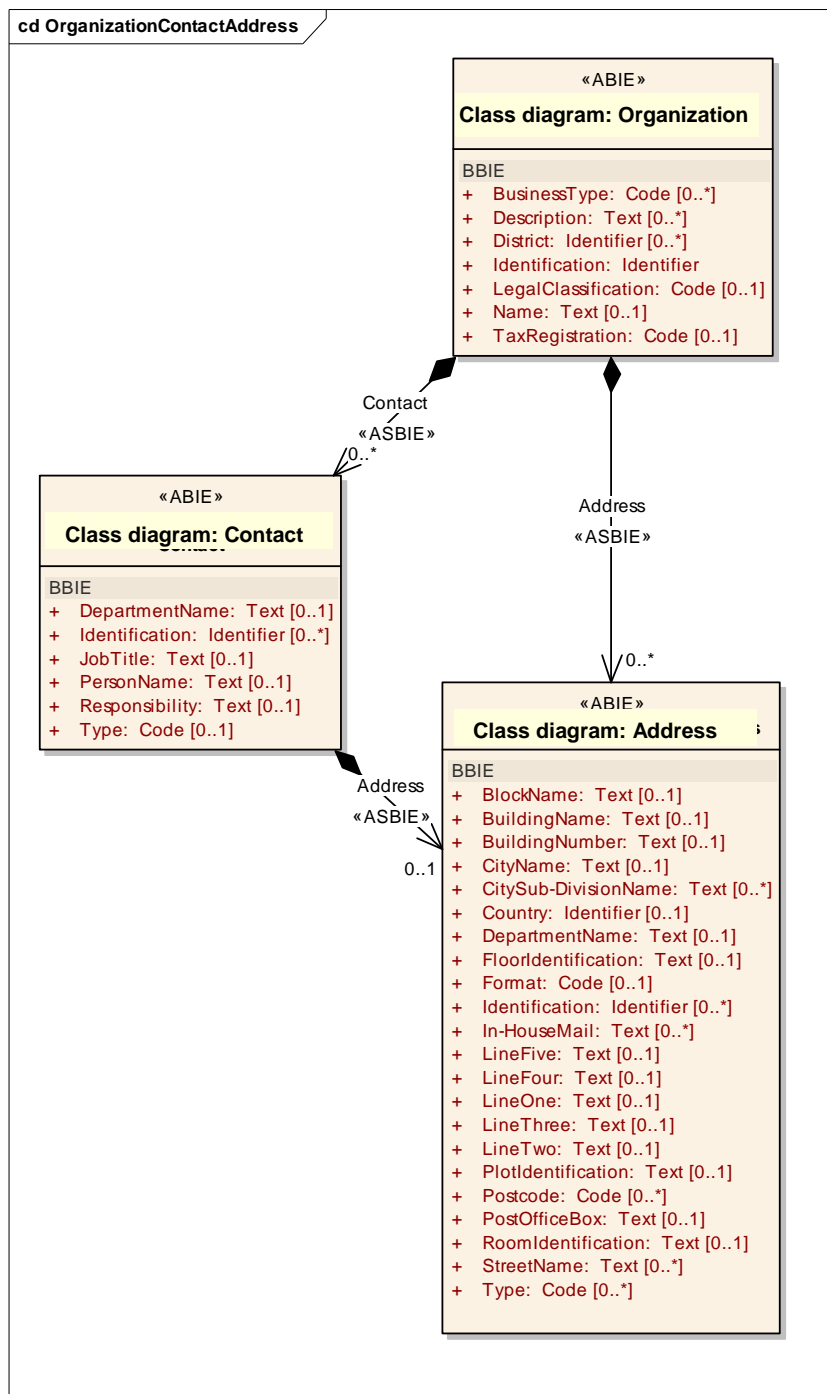 cd OrganizationContactAddress
«ABIE»
Class diagram: Organization
BBIE
+ BusinessType: Code [0..*]
+ Description: Text [0..*]
+ District: Identifier [0..*]
+ Identification: Identifier
+ LegalClassification: Code [0..1]
+ Name: Text [0..1]
+ TaxRegistration: Code [0..1]
Contact
«ASBIE»
0..*
«ABIE»
Class diagram: Contact
BBIE
+ DepartmentName: Text [0..1]
+ Identification: Identifier [0..*]
+ JobTitle: Text [0..1]
+ PersonName: Text [0..1]
+ Responsibility: Text [0..1]
+ Type: Code [0..1]
Address
«ASBIE»
0..*
Address
«ASBIE»
0..1
«ABIE»
Class diagram: Address
BBIE
+ BlockName: Text [0..1]
+ BuildingName: Text [0..1]
+ BuildingNumber: Text [0..1]
+ CityName: Text [0..1]
+ CitySub-DivisionName: Text [0..*]
+ Country: Identifier [0..1]
+ DepartmentName: Text [0..1]
+ FloorIdentification: Text [0..1]
+ Format: Code [0..1]
+ Identification: Identifier [0..*]
+ In-HouseMail: Text [0..*]
+ LineFive: Text [0..1]
+ LineFour: Text [0..1]
+ LineOne: Text [0..1]
+ LineThree: Text [0..1]
+ LineTwo: Text [0..1]
+ PlotIdentification: Text [0..1]
+ Postcode: Code [0..*]
+ PostOfficeBox: Text [0..1]
+ RoomIdentification: Text [0..1]
+ StreetName: Text [0..*]
+ Type: Code [0..*]